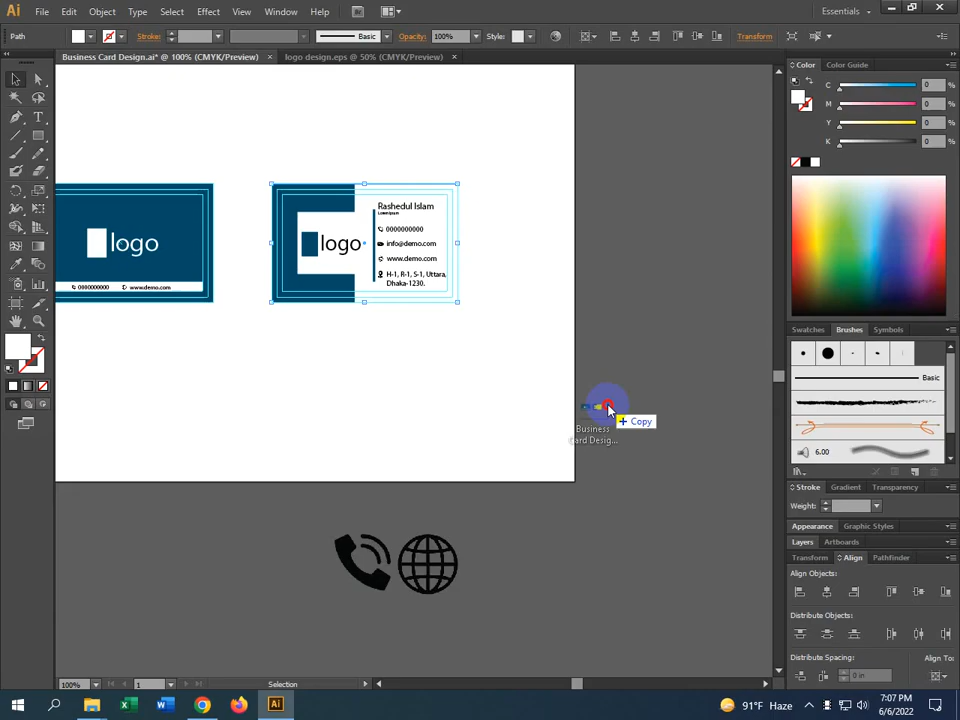 Ai File Edit Object Type Select Effect View Window Help Br Essentials
Path Stroke: Basic Opacity: 100% Style: Transform
Business Card Design.ai* @ 100% (CMYK/Preview) × logo design.eps @ 50% (CMYK/Preview) ×
Color Color Guide
C 0 %
M 0 %
Y 0 %
K 0 %
logo
0000000000 www.demo.com
logo
Rashedul Islam
0000000000
info@demo.com
www.demo.com
H-1, R-1, S-1, Uttara,
Dhaka-1230.
Business
Card Desig...
Copy
Swatches Brushes Symbols
Basic
6.00
Stroke Gradient Transparency
Weight:
Appearance Graphic Styles
Layers Artboards
Transform Align Pathfinder
Align Objects:
Distribute Objects:
Distribute Spacing: Align To:
0 in
100% 1 Selection
91°F Haze
7:07 PM
6/6/2022